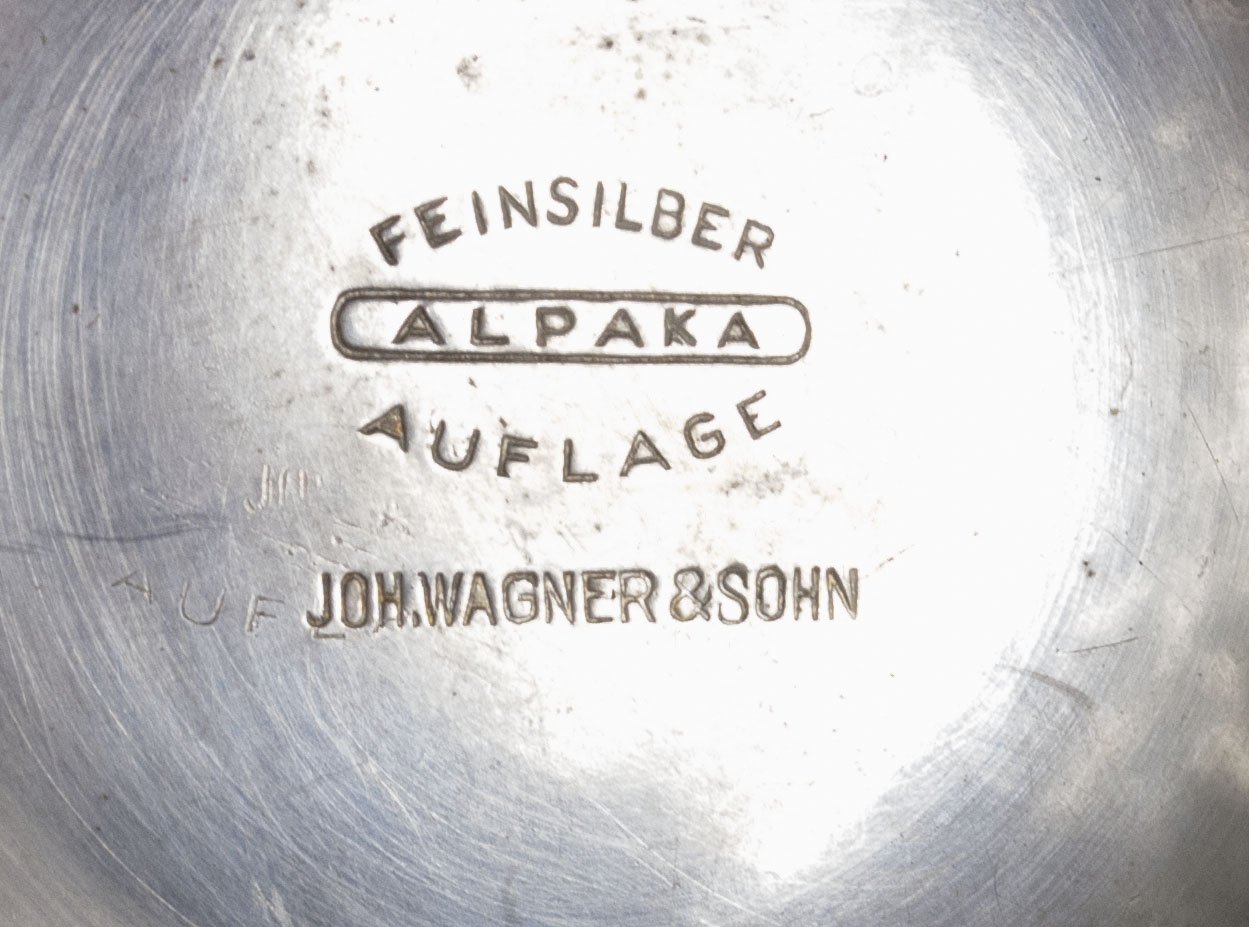 FEINSILBER
ALPAKA
AUFLAGE
JOH.WAGNER & SOHN